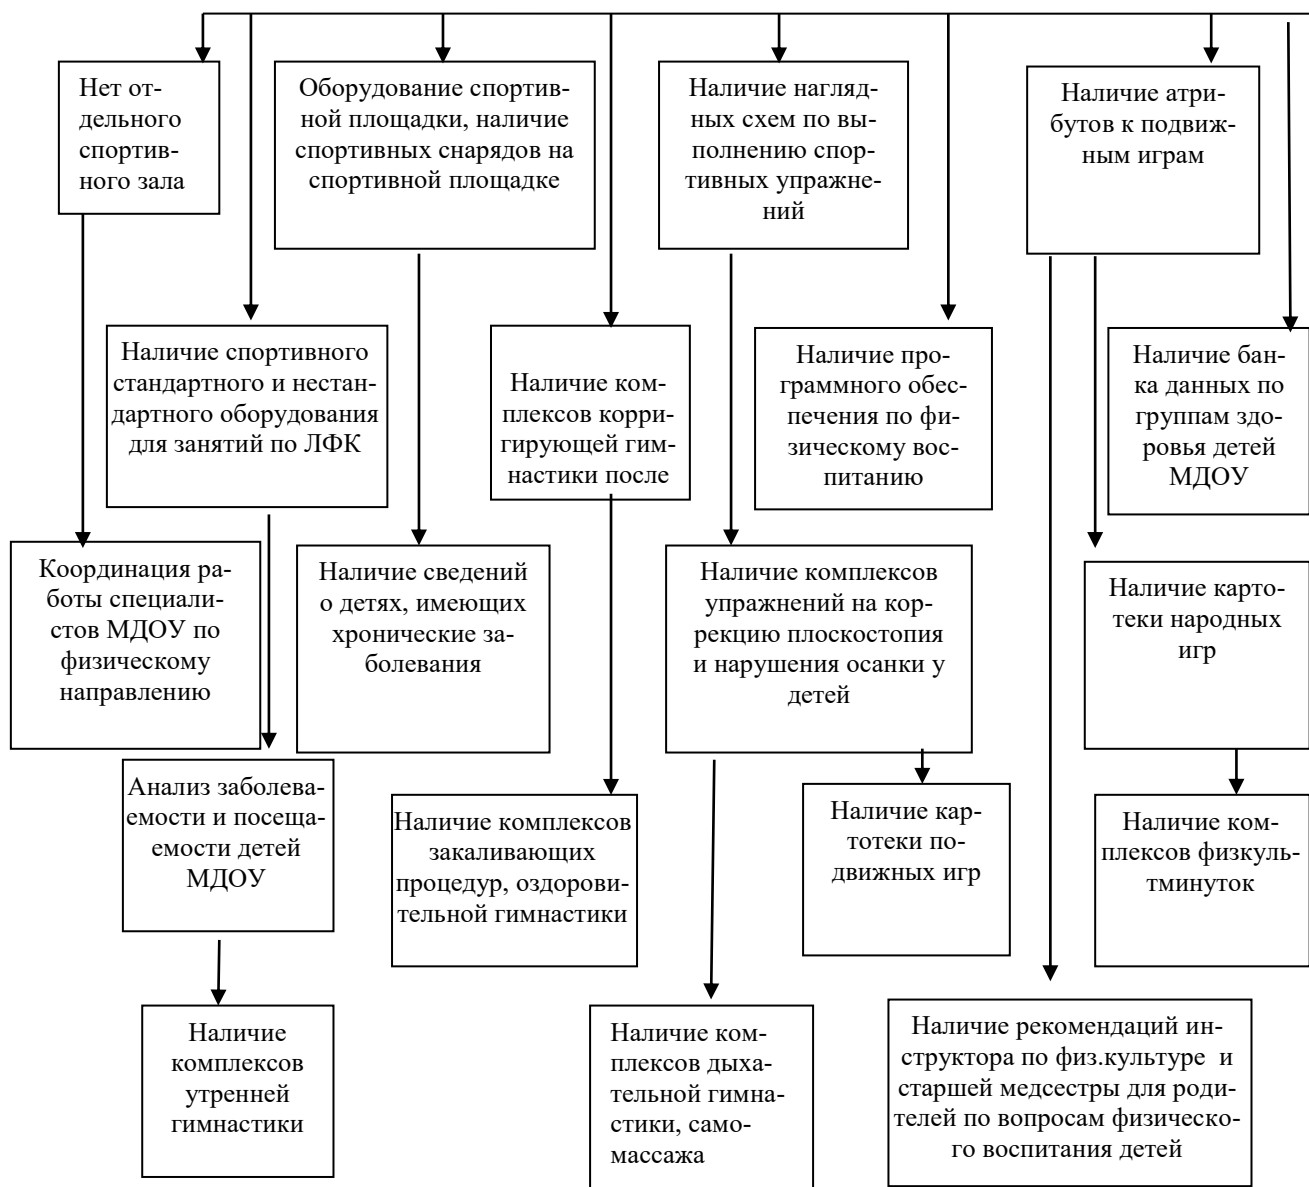 Нет от-
дельного
спортив-
ного зала
Оборудование спортив-
ной площадки, наличие
спортивных снарядов на
спортивной площадке
Наличие нагляд-
ных схем по вы-
полнению спор-
тивных упражне-
ний
Наличие атри-
бутов к подвиж-
ным играм
Наличие спортивного
стандартного и нестан-
дартного оборудования
для занятий по ЛФК
Наличие ком-
плексов корри-
гирующей гим-
настики после
Наличие про-
граммного обес-
печения по фи-
зическому вос-
питанию
Наличие бан-
ка данных по
группам здо-
ровья детей
МДОУ
Координация ра-
боты специали-
стов МДОУ по
физическому
направлению
Наличие сведений
о детях, имеющих
хронические за-
болевания
Наличие комплексов
упражнений на кор-
рекцию плоскостопия
и нарушения осанки у
детей
Наличие карто-
теки народных
игр
Анализ заболева-
емости и посеща-
емости детей
МДОУ
Наличие комплексов
закаливающих
процедур, оздорови-
тельной гимнастики
Наличие кар-
тотеки по-
движных игр
Наличие ком-
плексов физкуль-
тминуток
Наличие
комплексов
утренней
гимнастики
Наличие ком-
плексов дыха-
тельной гимна-
стики, само-
массажа
Наличие рекомендаций ин-
структора по физ.культуре и
старшей медсестры для роди-
телей по вопросам физическо-
го воспитания детей